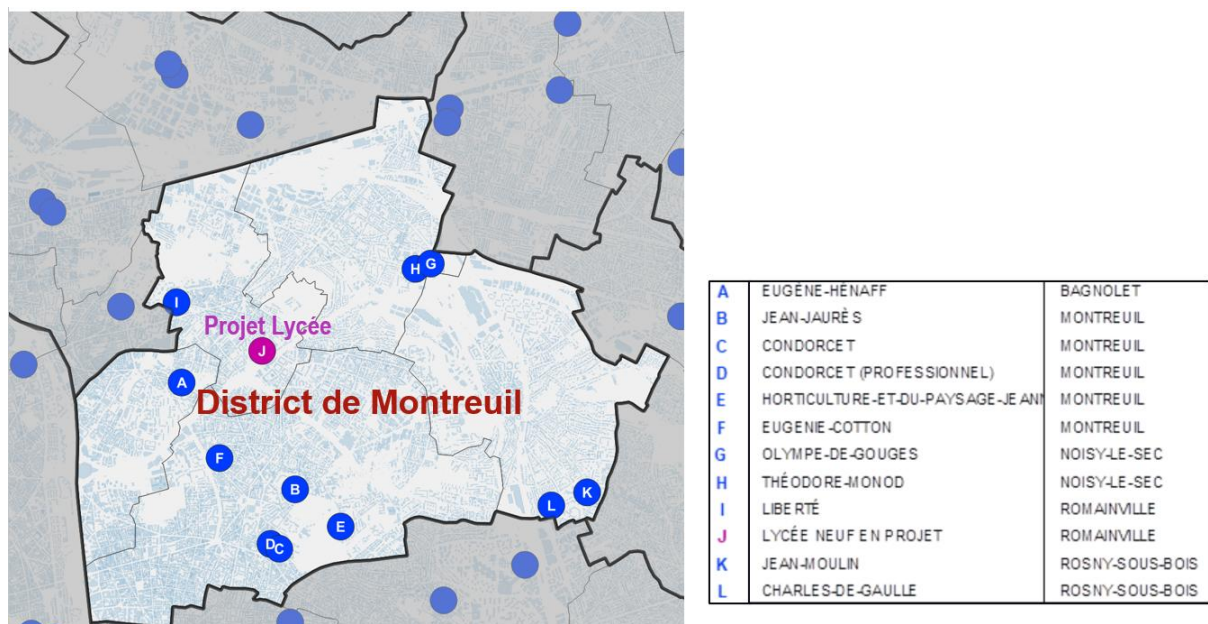 H G
I
Projet Lycée
J
A
District de Montreuil
F
B
K
L
E
D C
A EUGÈNE-HÉNAFF BAGNOLET
B JEAN-JAURÈS MONTREUIL
C CONDORCET MONTREUIL
D CONDORCET (PROFESSIONNEL) MONTREUIL
E HORTICULTURE-ET-DU-PAYSAGE-JEAN MONTREUIL
F EUGENIE-COTTON MONTREUIL
G OLYMPE-DE-GOUGES NOISY-LE-SEC
H THÉODORE-MONOD NOISY-LE-SEC
I LIBERTÉ ROMAINVILLE
J LYCÉE NEUF EN PROJET ROMAINVILLE
K JEAN-MOULIN ROSNY-SOUS-BOIS
L CHARLES-DE-GAULLE ROSNY-SOUS-BOIS